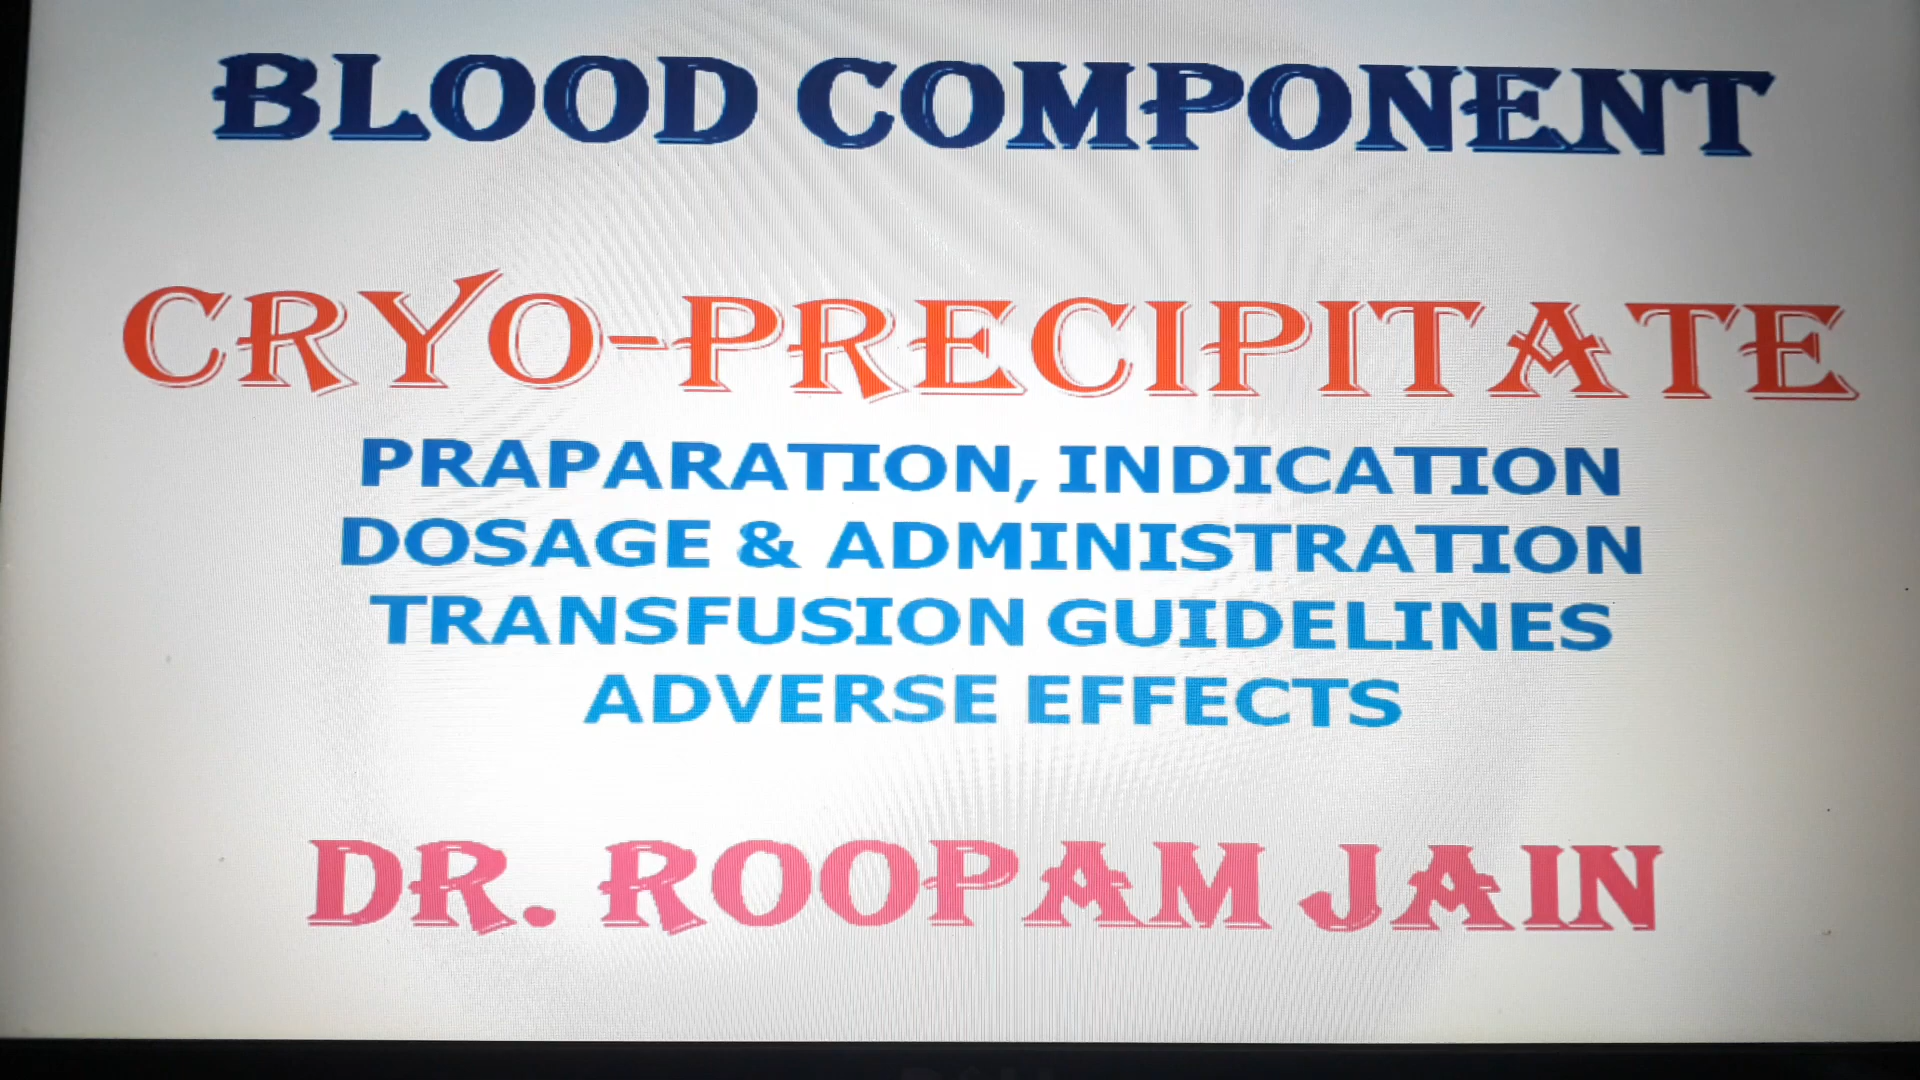 BLOOD COMPONENT
CRYO-PRECIPITATE
PRAPARATION, INDICATION
DOSAGE & ADMINISTRATION
TRANSFUSION GUIDELINES
ADVERSE EFFECTS
DR. ROOPAM JAIN